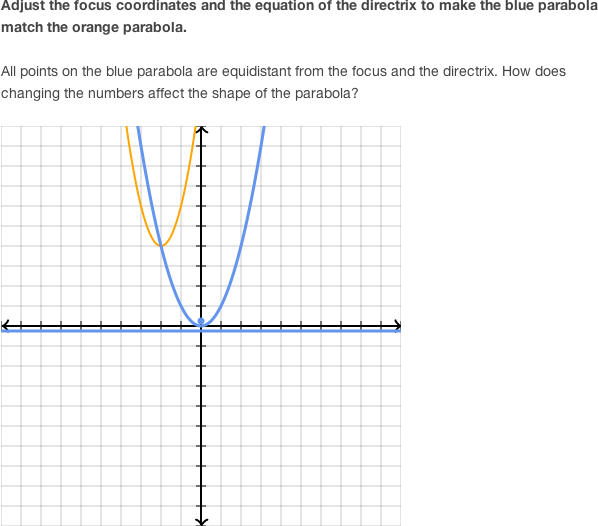 Adjust the focus coordinates and the equation of the directrix to make the blue parabola
match the orange parabola.
All points on the blue parabola are equidistant from the focus and the directrix. How does
changing the numbers affect the shape of the parabola?